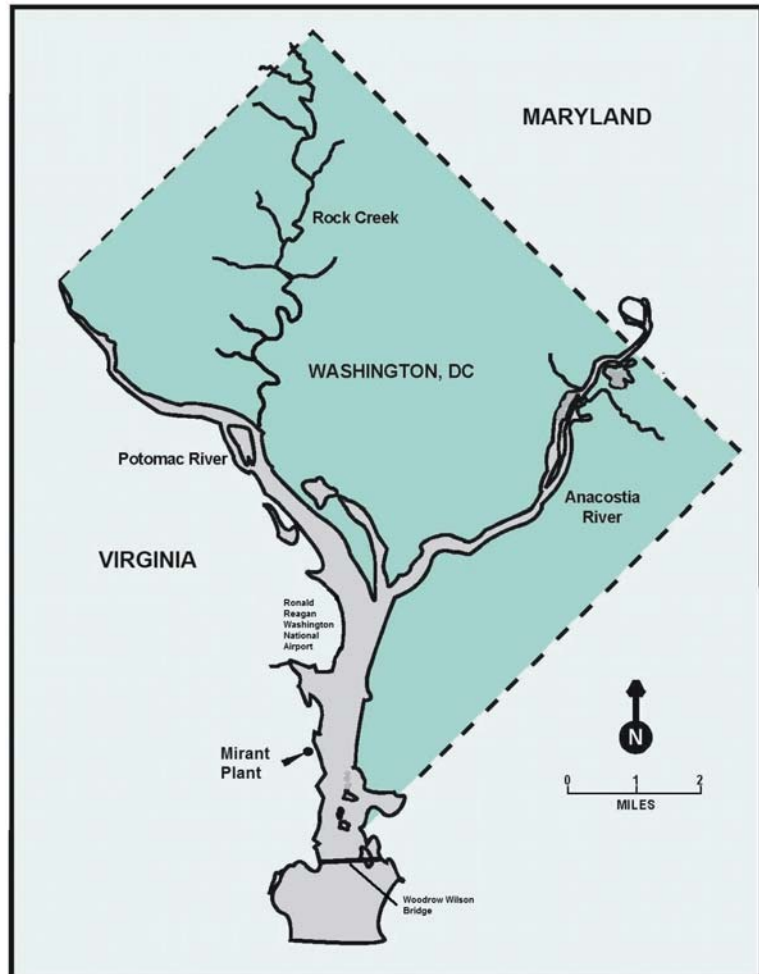 MARYLAND
Rock Creek
WASHINGTON, DC
Potomac River
Anacostia
River
VIRGINIA
Ronald
Reagan
Washington
National
Airport
Mirant
Plant
N
0 1 2
MILES
Woodrow Wilson
Bridge